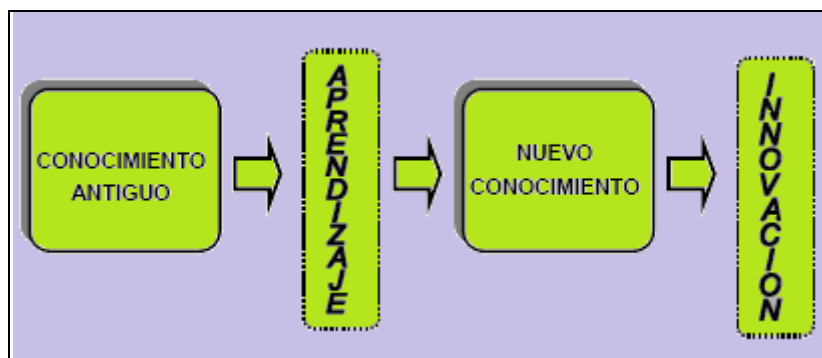 CONOCIMIENTO
ANTIGUO
APRENDIZAJE
NUEVO
CONOCIMIENTO
INNOVACION